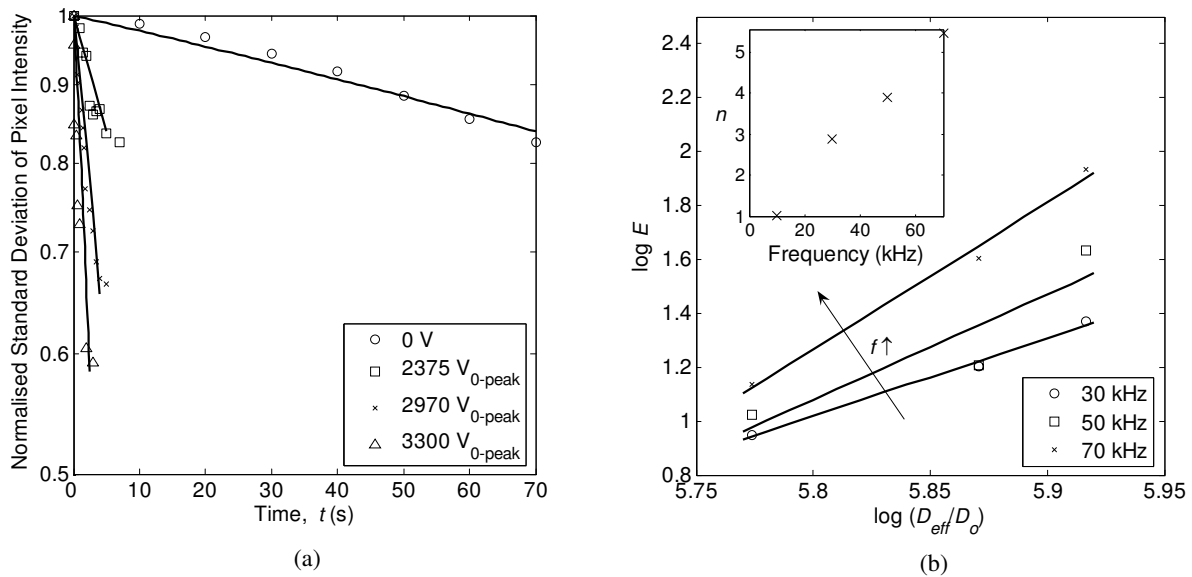 Normalised Standard Deviation of Pixel Intensity
1
0.9
0.8
0.7
0.6
0.5
0 10 20 30 40 50 60 70
Time, t (s)
0 V
2375 V0-peak
2970 V0-peak
3300 V0-peak
(a)
log E
2.4
2.2
2
1.8
1.6
1.4
1.2
1
0.8
5.75 5.8 5.85 5.9 5.95
log (Deff/Do)
n
5
4
3
2
1
0 20 40 60
Frequency (kHz)
f ↑
30 kHz
50 kHz
70 kHz
(b)